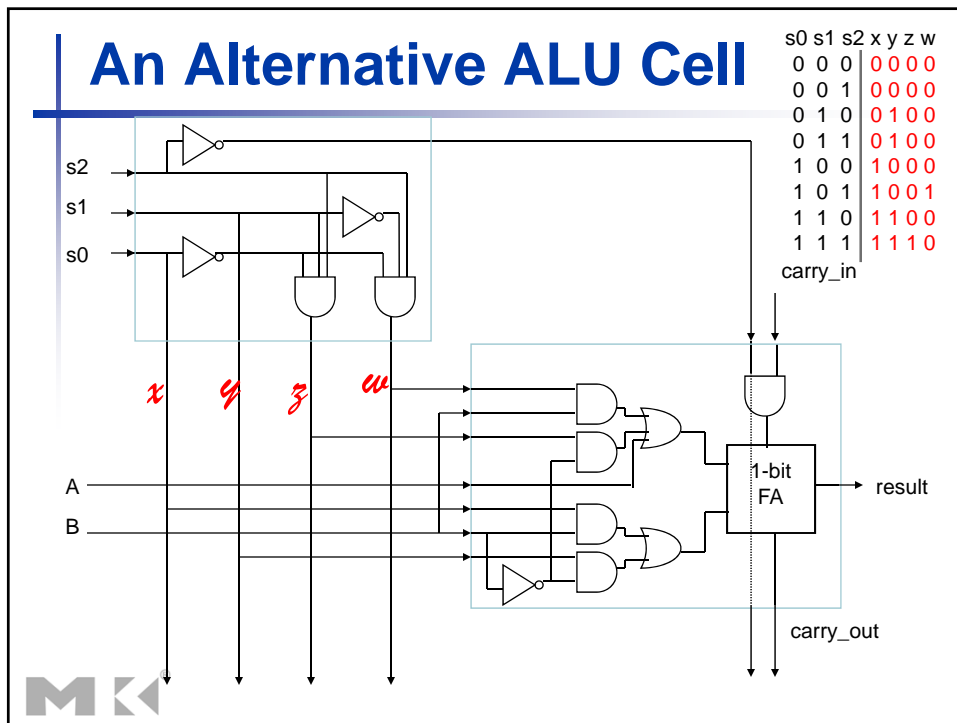 An Alternative ALU Cell
s0 s1 s2 x y z w
0 0 0 0 0 0 0
0 0 1 0 0 0 0
0 1 0 0 1 0 0
0 1 1 0 1 0 0
1 0 0 1 0 0 0
1 0 1 1 0 0 1
1 1 0 1 1 0 0
1 1 1 1 1 1 0
carry_in
s2
s1
s0
x y z w
A
B
1-bit
FA
result
carry_out
MK®